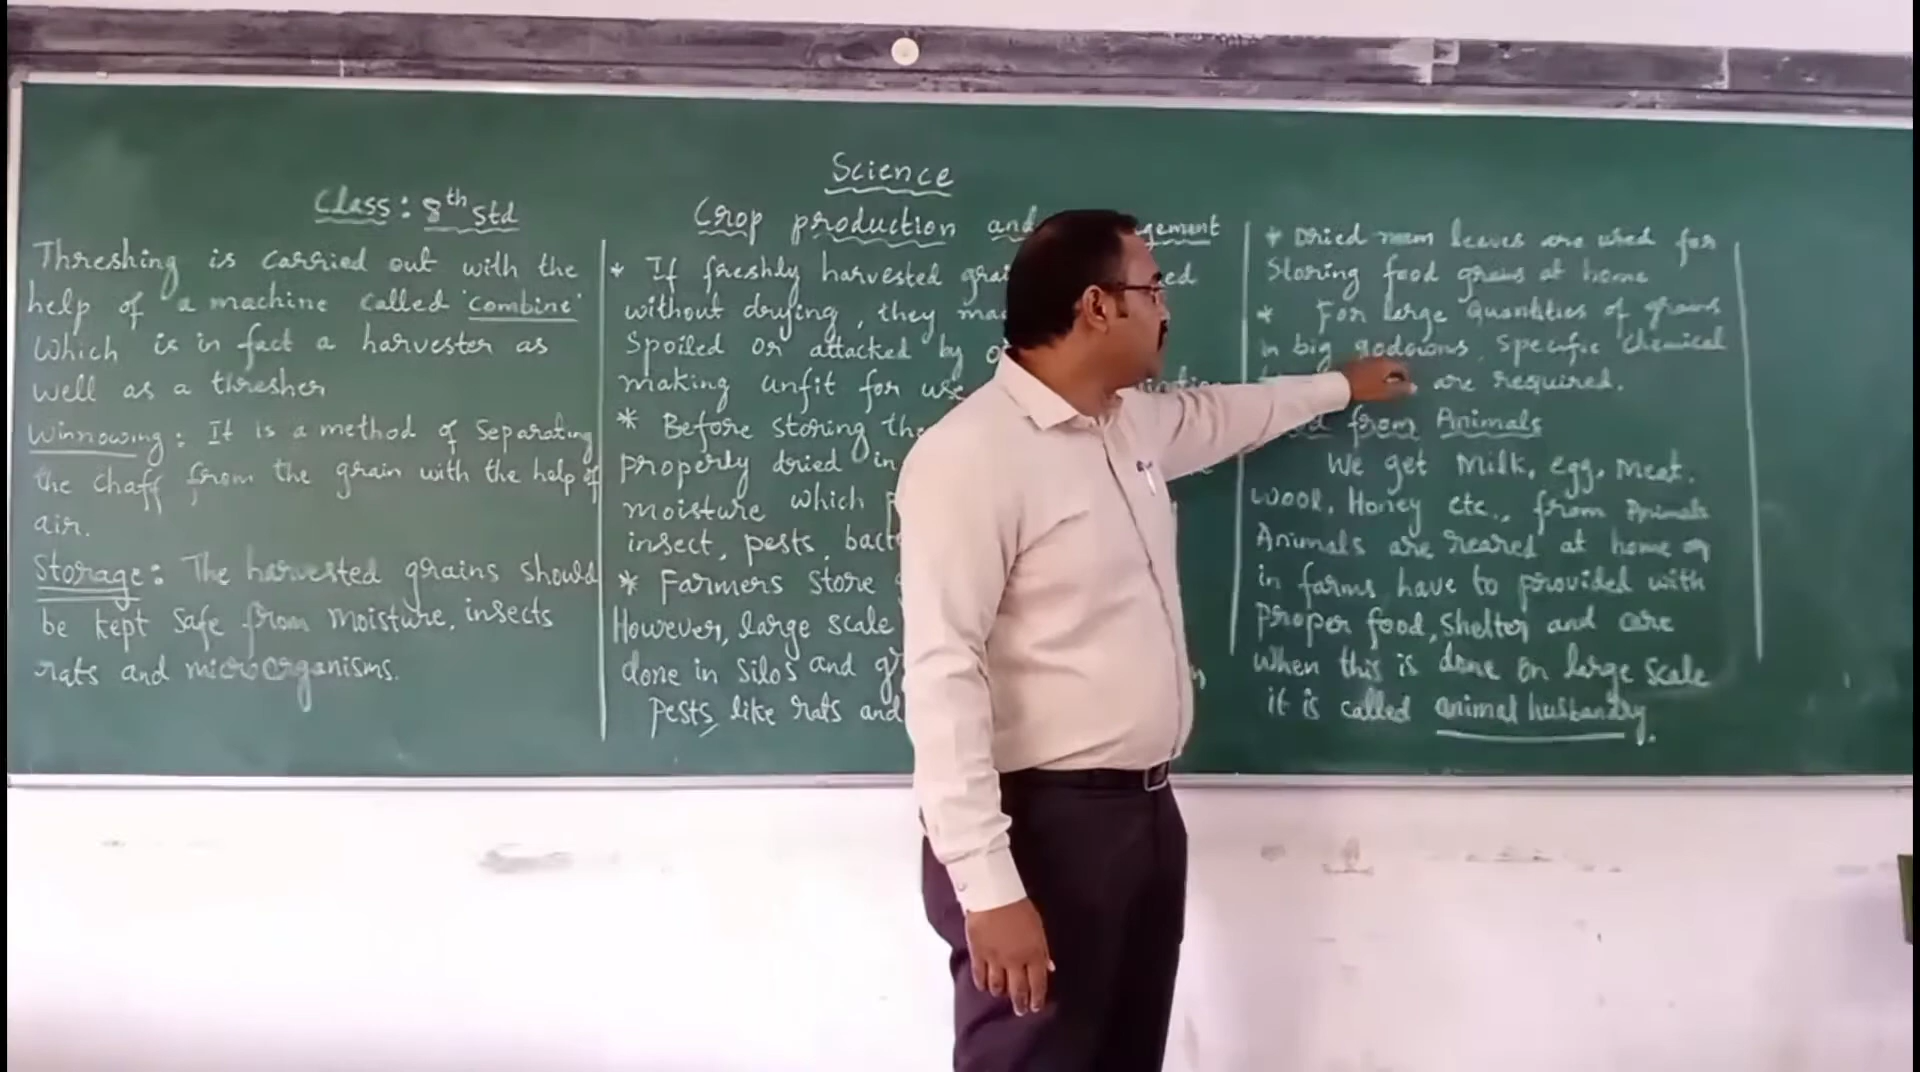 Science
Class: 8th std
Crop production and gement
Threshing is carried out with the
help of a machine called 'combine'
Which is in fact a harvester as
well as a thresher
Winnowing: It is a method of Separating
the chaff from the grain with the help of
air.
Storage: The harvested grains should
be kept safe from moisture, insects
rats and microorganisms.
* If freshly harvested
without drying, they
Spoiled or attacked by
making unfit for use
* Before storing the
properly dried in
moisture which
insect, pests,
* Farmers store
However, large scale
done in silos and
pests, like rats and
* Dried neem leaves are used for
Storing food grains at home
* For large Quantities of grains
in big godowns, specific chemical
are required.
from Animals
We get milk, egg, meat,
wool, Honey etc., from Animals
Animals are reared at home or
in farms have to provided with
proper food, shelter and care
When this is done on large scale
it is called animal husbandry.